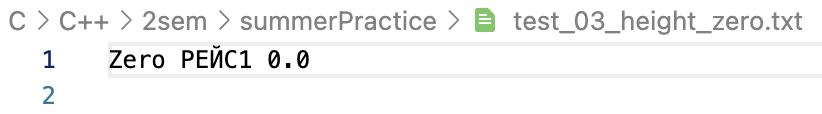 C > C++ > 2sem > summerPractice > test_03_height_zero.txt
1 Zero РЕЙС1 0.0
2